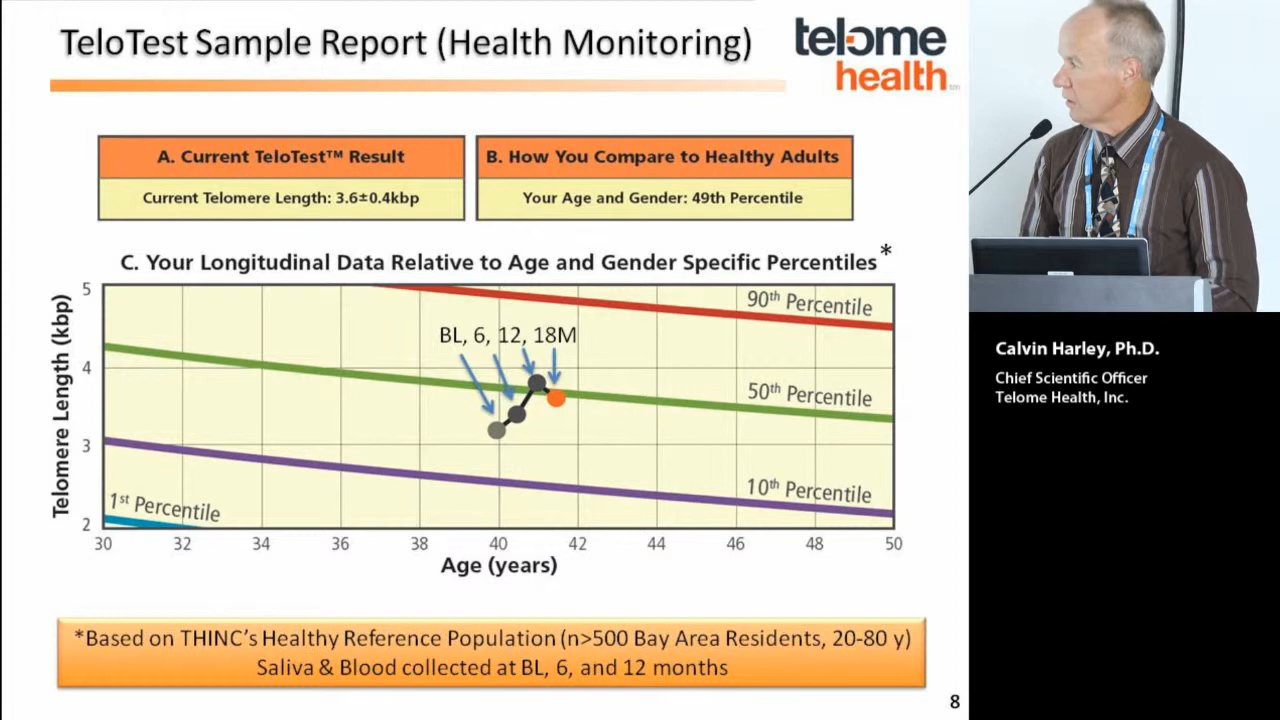 TeloTest Sample Report (Health Monitoring)
telome
health
A. Current TeloTest™ Result
Current Telomere Length: 3.6±0.4kbp
B. How You Compare to Healthy Adults
Your Age and Gender: 49th Percentile
C. Your Longitudinal Data Relative to Age and Gender Specific Percentiles*
Telomere Length (kbp)
5
4
3
2
90th Percentile
BL, 6, 12, 18M
50th Percentile
10th Percentile
1st Percentile
30 32 34 36 38 40 42 44 46 48 50
Age (years)
*Based on THINC's Healthy Reference Population (n>500 Bay Area Residents, 20-80 y)
Saliva & Blood collected at BL, 6, and 12 months
8
Calvin Harley, Ph.D.
Chief Scientific Officer
Telome Health, Inc.